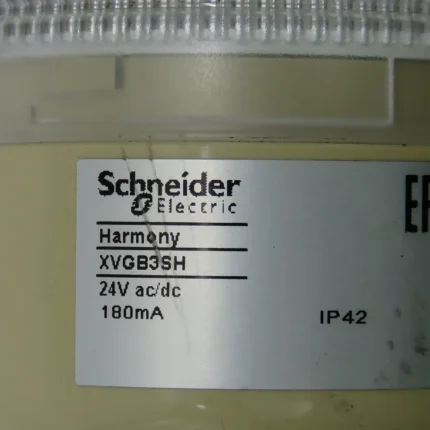 Schneider
Electric
Harmony
XVGB3SH
24V ac/dc
180mA
IP42